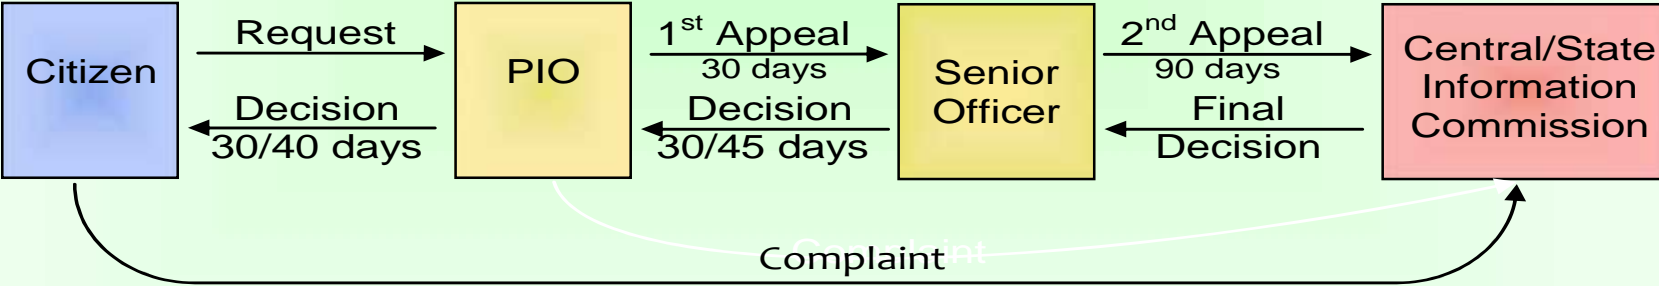 Citizen
Request
Decision
30/40 days
PIO
1st Appeal
30 days
Decision
30/45 days
Senior
Officer
2nd Appeal
90 days
Final
Decision
Central/State
Information
Commission
Complaint
Complaint